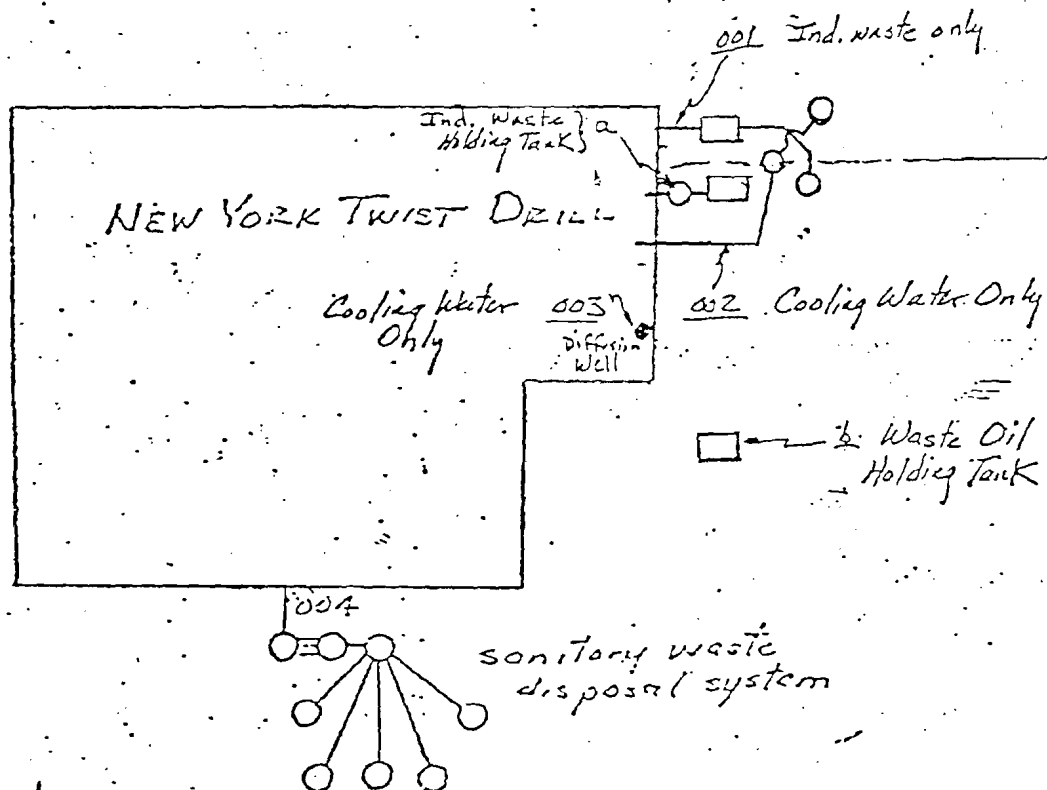 001 Ind. waste only
Ind. Waste
Holding Tank
a
NEW YORK TWIST DRILL
Cooling Water
Only
003
Diffusion
Well
002 Cooling Water Only
b Waste Oil
Holding Tank
004
sanitary waste
disposal system